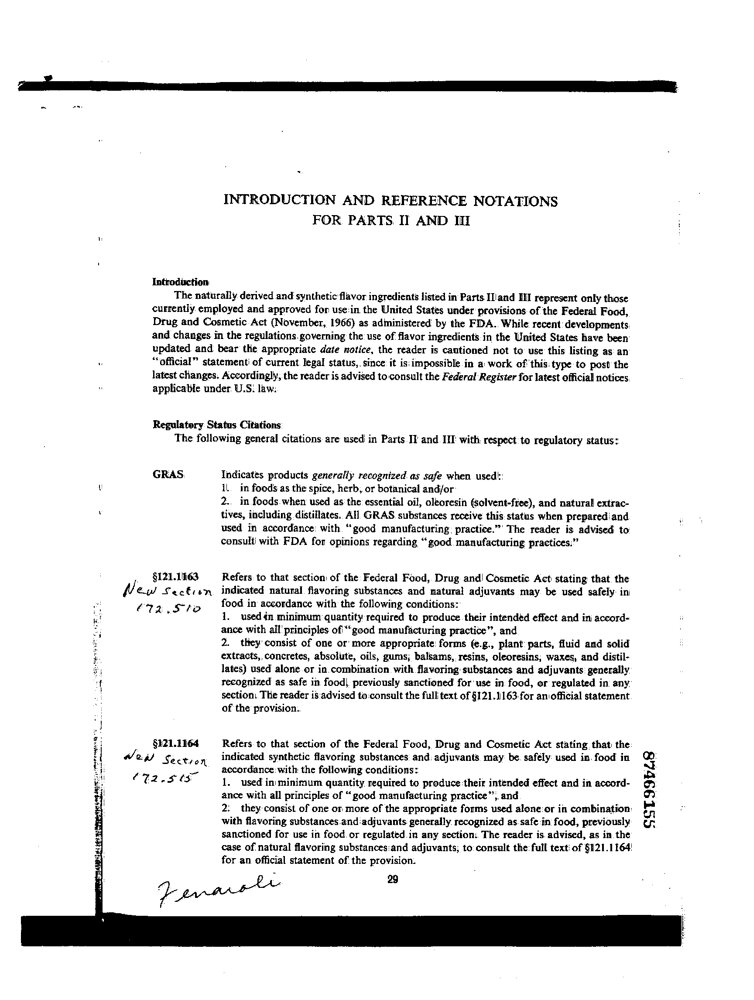 INTRODUCTION AND REFERENCE NOTATIONS
FOR PARTS II AND III
Introduction
The naturally derived and synthetic flavor ingredients listed in Parts II and III represent only those
currently employed and approved for use in the United States under provisions of the Federal Food,
Drug and Cosmetic Act (November, 1966) as administered by the FDA. While recent developments
and changes in the regulations governing the use of flavor ingredients in the United States have been
updated and bear the appropriate date notice, the reader is cautioned not to use this listing as an
"official" statement of current legal status, since it is impossible in a work of this type to post the
latest changes. Accordingly, the reader is advised to consult the Federal Register for latest official notices
applicable under U.S. law.
Regulatory Status Citations
The following general citations are used in Parts II and III with respect to regulatory status:
GRAS Indicates products generally recognized as safe when used:
1. in foods as the spice, herb, or botanical and/or
2. in foods when used as the essential oil, oleoresin (solvent-free), and natural extrac-
tives, including distillates. All GRAS substances receive this status when prepared and
used in accordance with "good manufacturing practice." The reader is advised to
consult with FDA for opinions regarding "good manufacturing practices."
§121.1163 Refers to that section of the Federal Food, Drug and Cosmetic Act stating that the
New Section indicated natural flavoring substances and natural adjuvants may be used safely in
172.510 food in accordance with the following conditions:
1. used in minimum quantity required to produce their intended effect and in accord-
ance with all principles of "good manufacturing practice", and
2. they consist of one or more appropriate forms (e.g., plant parts, fluid and solid
extracts, concretes, absolute, oils, gums, balsams, resins, oleoresins, waxes, and distil-
lates) used alone or in combination with flavoring substances and adjuvants generally
recognized as safe in food, previously sanctioned for use in food, or regulated in any
section. The reader is advised to consult the full text of §121.1163 for an official statement
of the provision.
§121.1164 Refers to that section of the Federal Food, Drug and Cosmetic Act stating that the
New Section indicated synthetic flavoring substances and adjuvants may be safely used in food in
172.515 accordance with the following conditions:
1. used in minimum quantity required to produce their intended effect and in accord-
ance with all principles of "good manufacturing practice", and
2. they consist of one or more of the appropriate forms used alone or in combination
with flavoring substances and adjuvants generally recognized as safe in food, previously
sanctioned for use in food or regulated in any section. The reader is advised, as in the
case of natural flavoring substances and adjuvants, to consult the full text of §121.1164
for an official statement of the provision.
87466155
29
Fenaroli